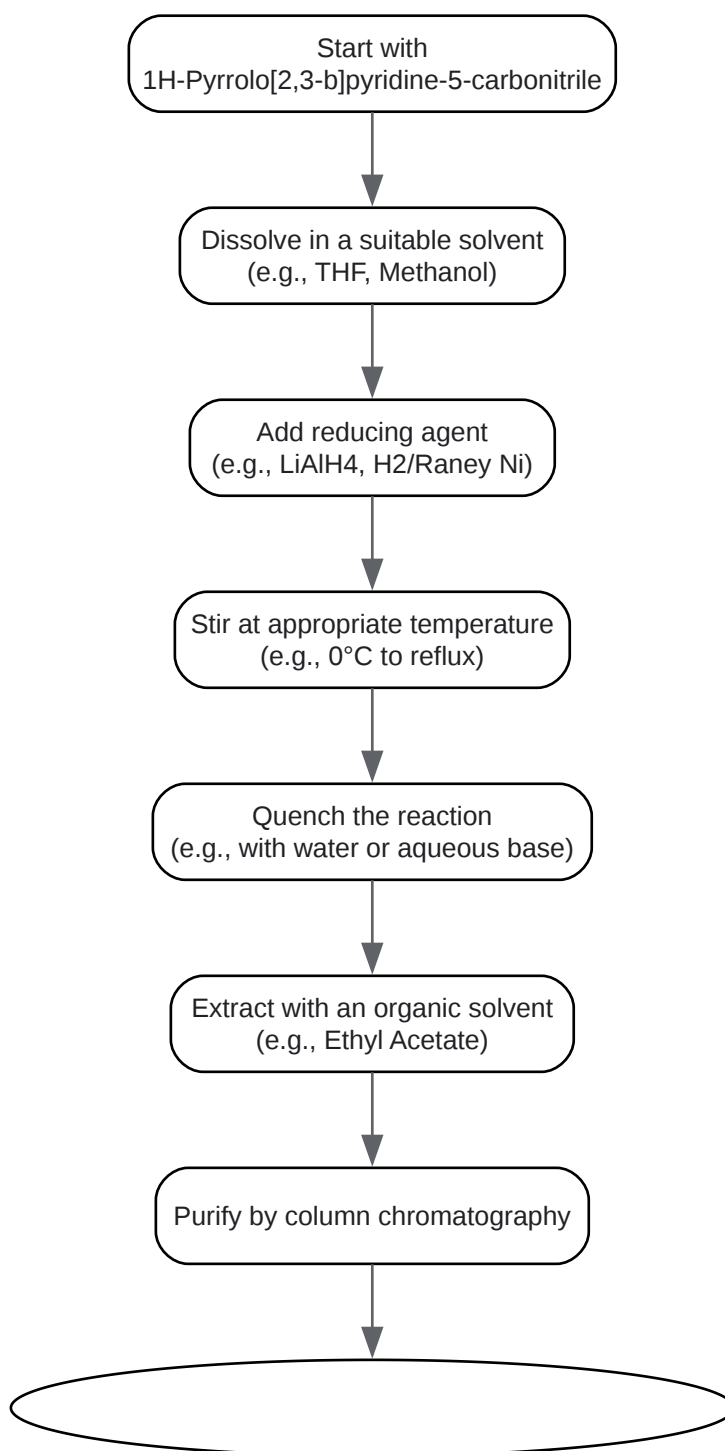 Start with
1H-Pyrrolo[2,3-b]pyridine-5-carbonitrile
Dissolve in a suitable solvent
(e.g., THF, Methanol)
Add reducing agent
(e.g., LiAlH4, H2/Raney Ni)
Stir at appropriate temperature
(e.g., 0°C to reflux)
Quench the reaction
(e.g., with water or aqueous base)
Extract with an organic solvent
(e.g., Ethyl Acetate)
Purify by column chromatography